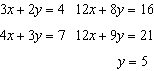 3x + 2y = 4 12x + 8y = 16
4x + 3y = 7 12x + 9y = 21
y = 5